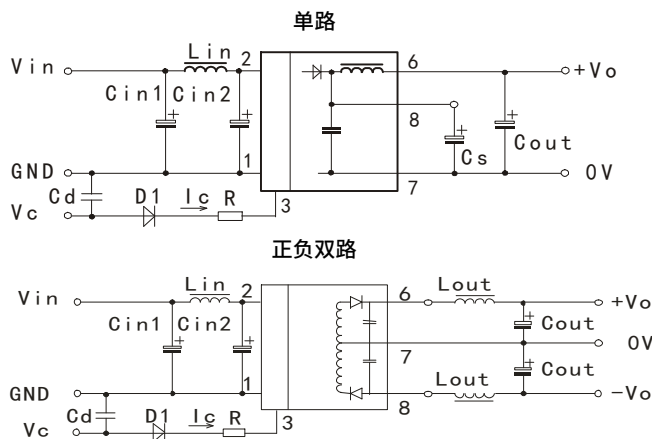 单路
Vin Lin 2 6 +Vo
Cin1 + Cin2 + 8 + + Cout
Cs
GND 1 7 0V
Cd D1 Ic R 3
Vc
正负双路
Vin Lin 2 6 Lout +Vo
Cin1 + Cin2 + + Cout
7 0V
+ Cout
GND 1 8 Lout -Vo
Cd D1 Ic R 3
Vc